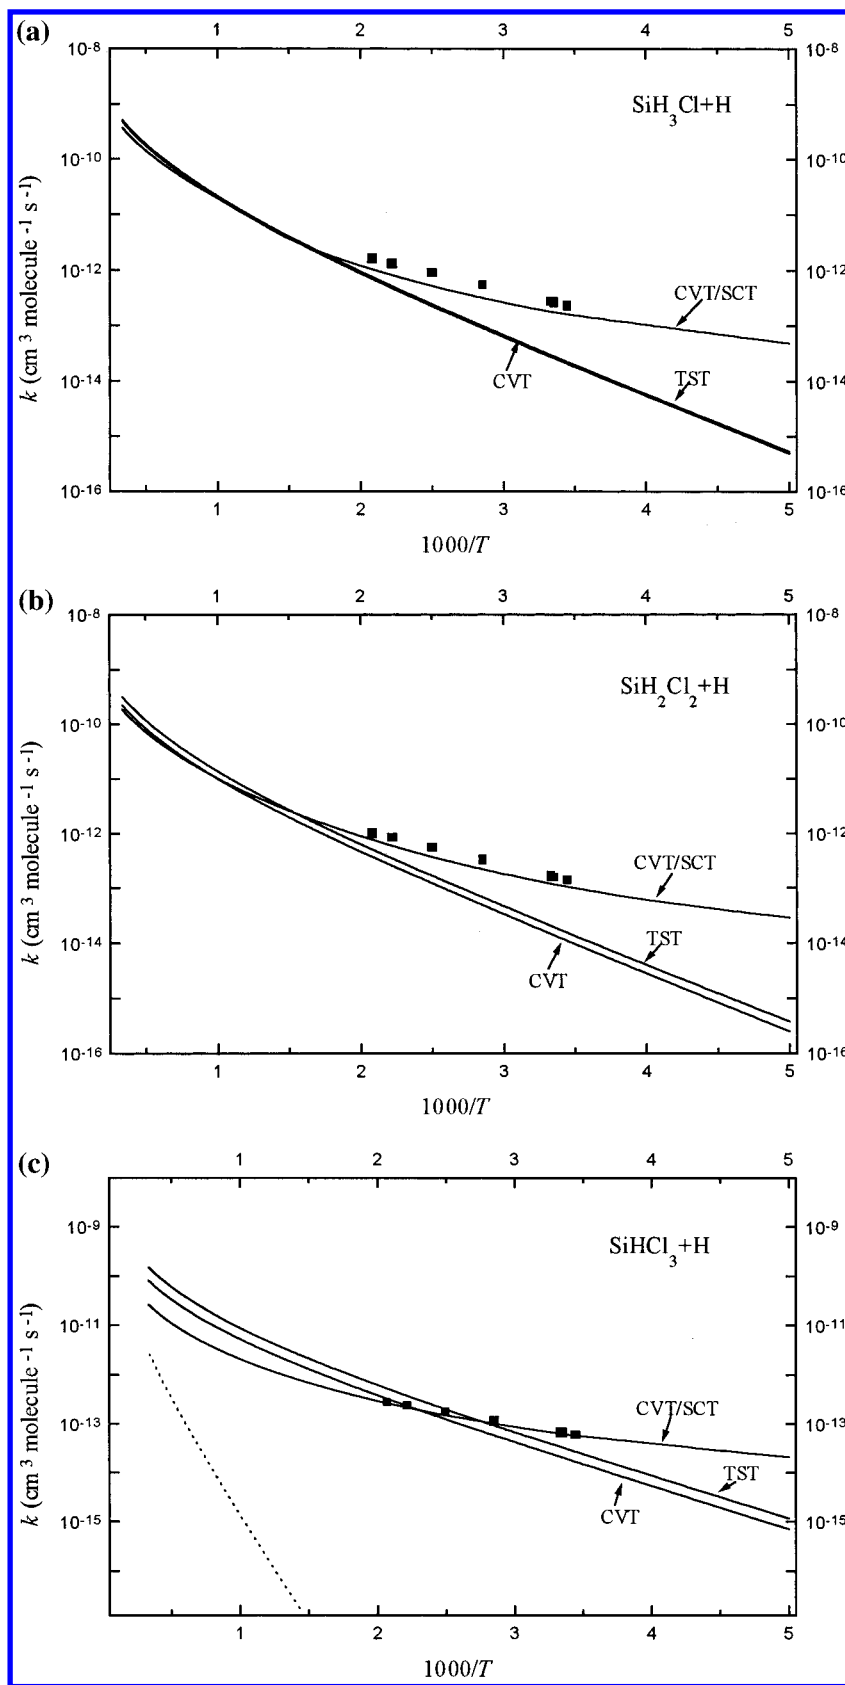 (a)
1 2 3 4 5
10⁻⁸ 10⁻⁸
SiH₃Cl+H
10⁻¹⁰ 10⁻¹⁰
k (cm³ molecule⁻¹ s⁻¹)
10⁻¹² 10⁻¹²
CVT/SCT
CVT
TST
10⁻¹⁴ 10⁻¹⁴
10⁻¹⁶ 10⁻¹⁶
1 2 3 4 5
1000/T
(b)
1 2 3 4 5
10⁻⁸ 10⁻⁸
SiH₂Cl₂+H
10⁻¹⁰ 10⁻¹⁰
k (cm³ molecule⁻¹ s⁻¹)
10⁻¹² 10⁻¹²
CVT/SCT
TST
CVT
10⁻¹⁴ 10⁻¹⁴
10⁻¹⁶ 10⁻¹⁶
1 2 3 4 5
1000/T
(c)
1 2 3 4 5
10⁻⁹ 10⁻⁹
SiHCl₃+H
10⁻¹¹ 10⁻¹¹
k (cm³ molecule⁻¹ s⁻¹)
CVT/SCT
10⁻¹³ 10⁻¹³
TST
CVT
10⁻¹⁵ 10⁻¹⁵
1 2 3 4 5
1000/T